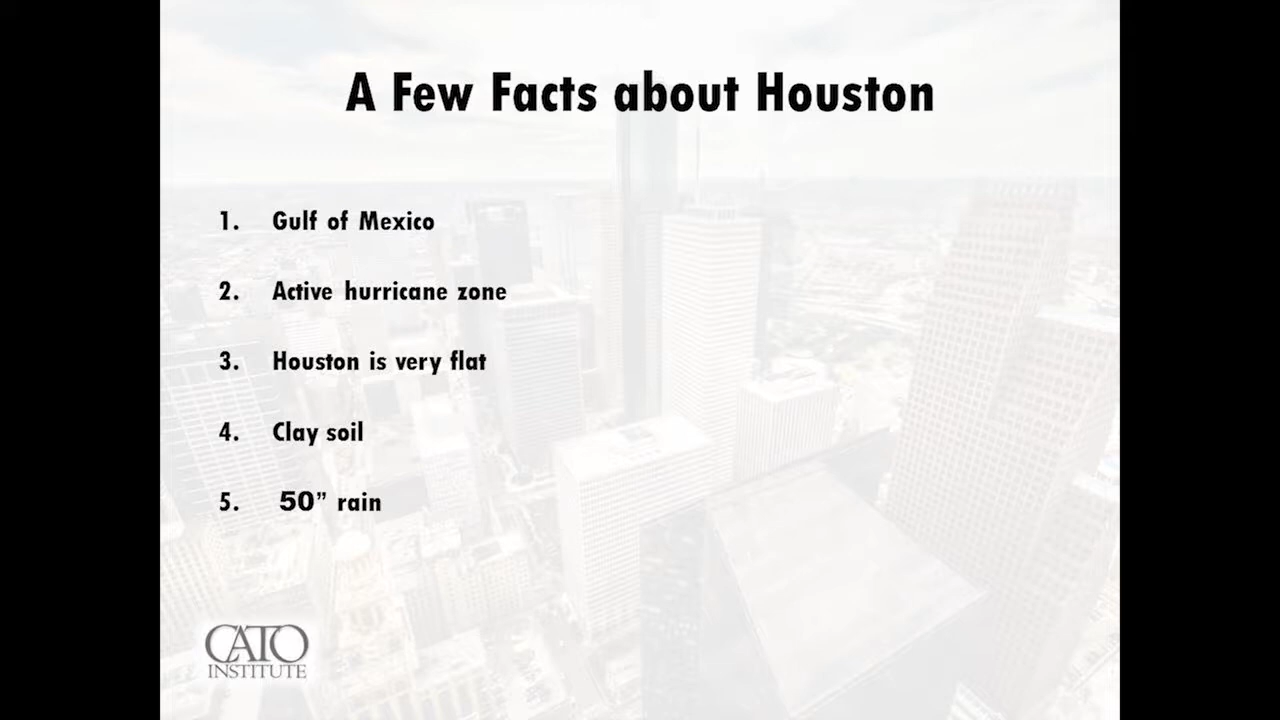 A Few Facts about Houston
1. Gulf of Mexico
2. Active hurricane zone
3. Houston is very flat
4. Clay soil
5. 50” rain
CATO
INSTITUTE